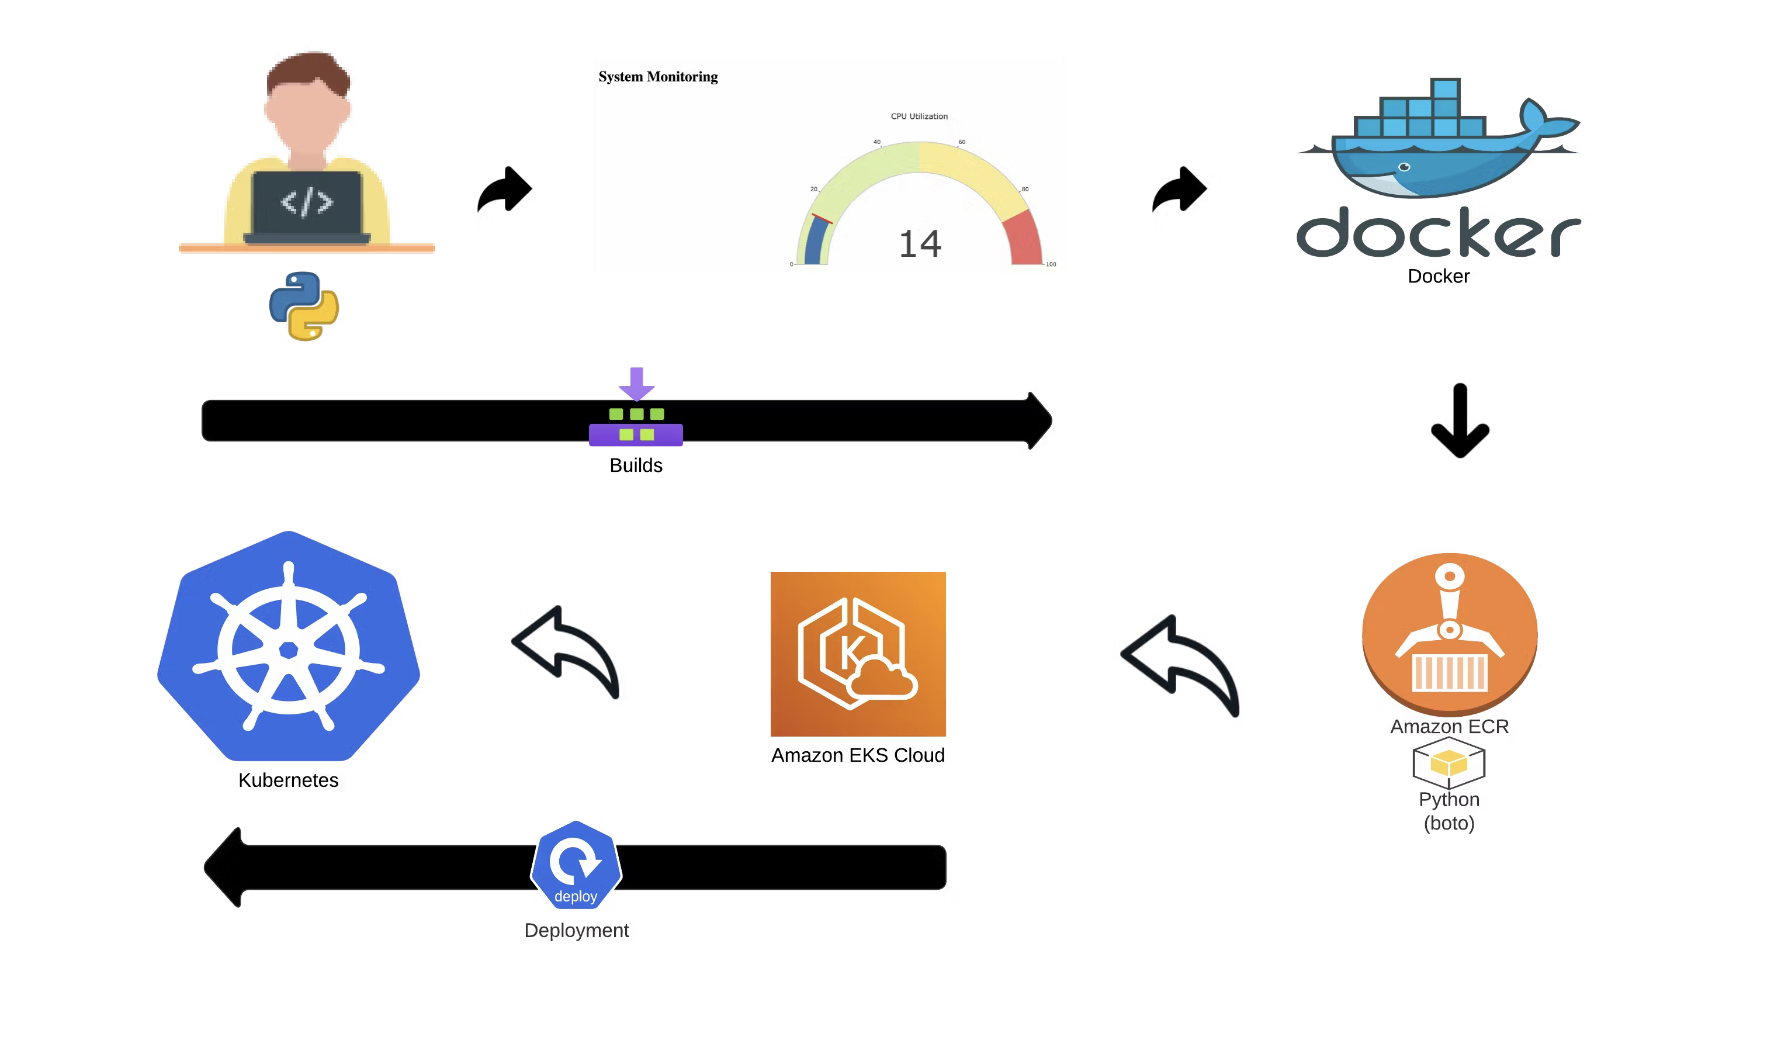 System Monitoring
CPU Utilization
40
60
20
80
14
0
100
</>
docker
Docker
Builds
K
Amazon EKS Cloud
Kubernetes
Amazon ECR
Python
(boto)
deploy
Deployment